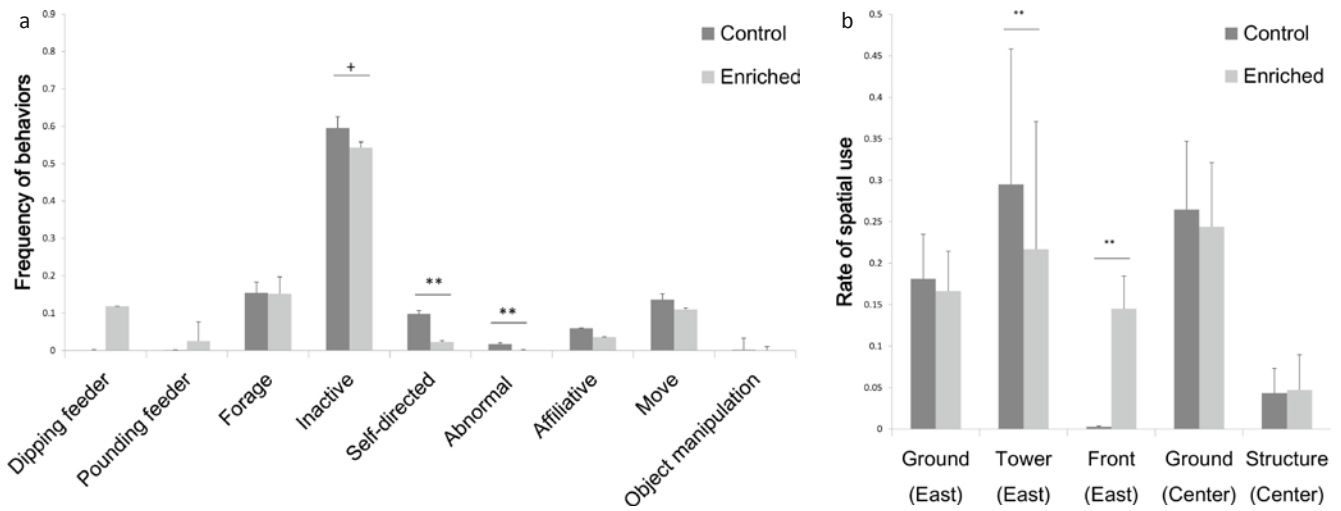 a
Frequency of behaviors
0.9
0.8
0.7
0.6
0.5
0.4
0.3
0.2
0.1
0
Control
Enriched
+
**
**
Dipping feeder
Pounding feeder
Forage
Inactive
Self-directed
Abnormal
Affiliative
Move
Object manipulation
b
Rate of spatial use
0.5
0.45
0.4
0.35
0.3
0.25
0.2
0.15
0.1
0.05
0
**
**
Control
Enriched
Ground
(East)
Tower
(East)
Front
(East)
Ground
(Center)
Structure
(Center)